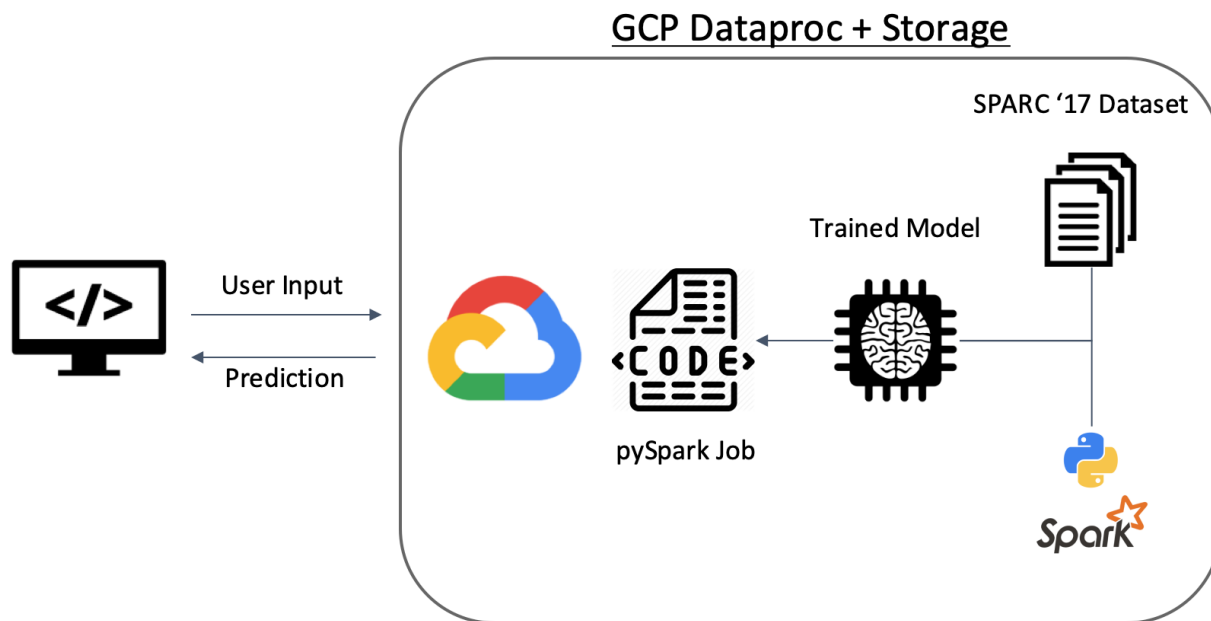 GCP Dataproc + Storage
SPARC ‘17 Dataset
Trained Model
User Input
</>
<CODE>
Prediction
pySpark Job
Spark